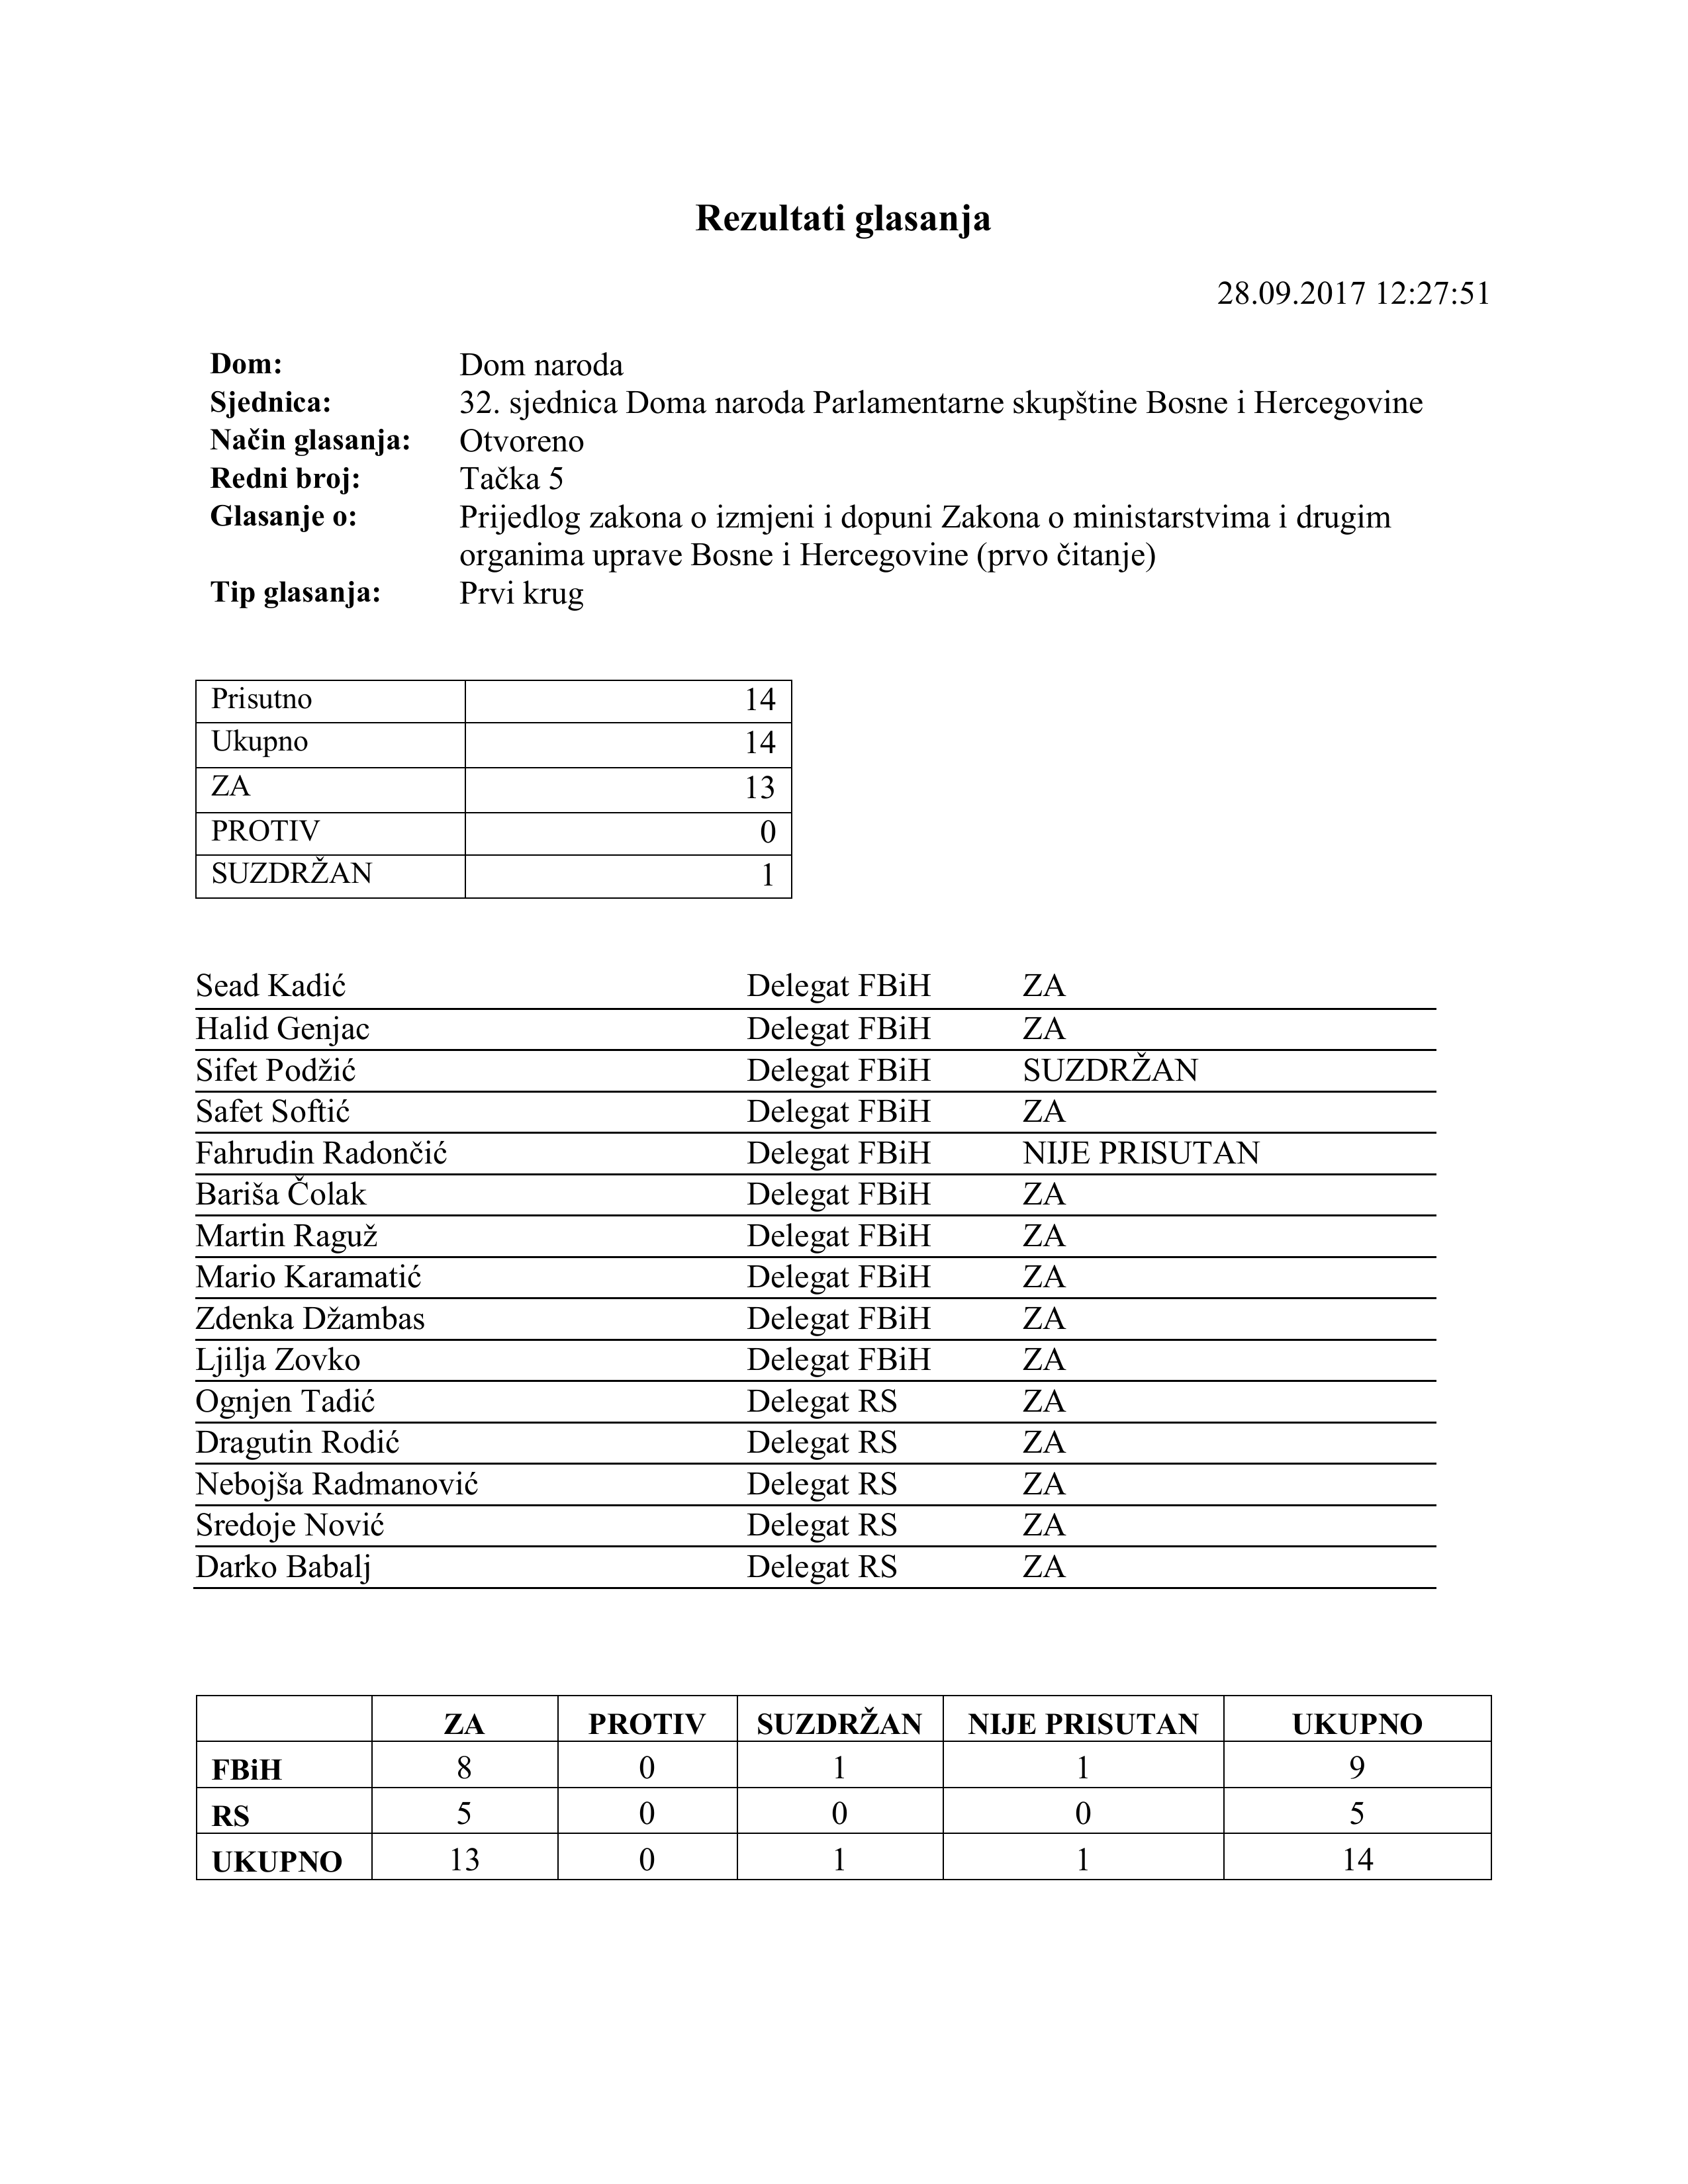 Rezultati glasanja
28.09.2017 12:27:51
Dom: Dom naroda
Sjednica: 32. sjednica Doma naroda Parlamentarne skupštine Bosne i Hercegovine
Način glasanja: Otvoreno
Redni broj: Tačka 5
Glasanje o: Prijedlog zakona o izmjeni i dopuni Zakona o ministarstvima i drugim
organima uprave Bosne i Hercegovine (prvo čitanje)
Tip glasanja: Prvi krug
Prisutno 14
Ukupno 14
ZA 13
PROTIV 0
SUZDRŽAN 1
Sead Kadić Delegat FBiH ZA
Halid Genjac Delegat FBiH ZA
Sifet Podžić Delegat FBiH SUZDRŽAN
Safet Softić Delegat FBiH ZA
Fahrudin Radončić Delegat FBiH NIJE PRISUTAN
Bariša Čolak Delegat FBiH ZA
Martin Raguž Delegat FBiH ZA
Mario Karamatić Delegat FBiH ZA
Zdenka Džambas Delegat FBiH ZA
Ljilja Zovko Delegat FBiH ZA
Ognjen Tadić Delegat RS ZA
Dragutin Rodić Delegat RS ZA
Nebojša Radmanović Delegat RS ZA
Sredoje Nović Delegat RS ZA
Darko Babalj Delegat RS ZA
ZA PROTIV SUZDRŽAN NIJE PRISUTAN UKUPNO
FBiH 8 0 1 1 9
RS 5 0 0 0 5
UKUPNO 13 0 1 1 14